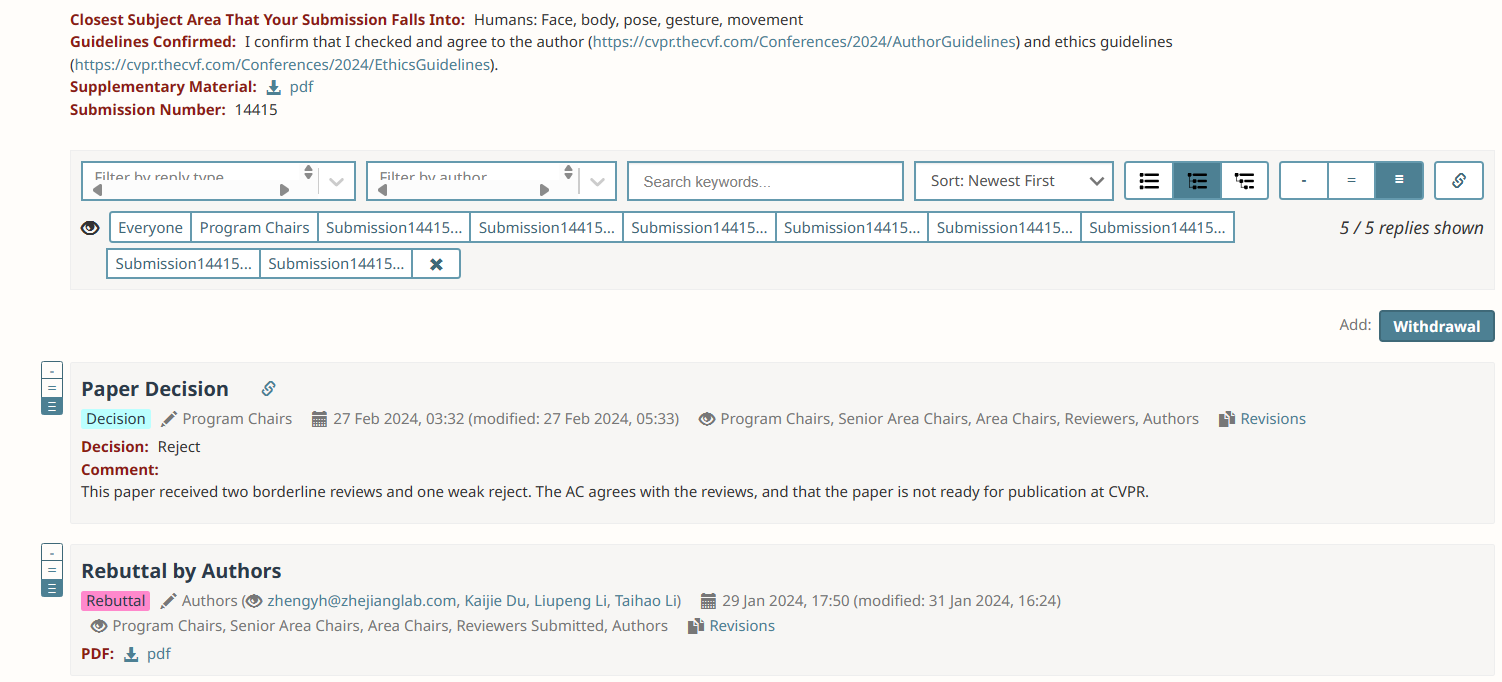 Closest Subject Area That Your Submission Falls Into: Humans: Face, body, pose, gesture, movement
Guidelines Confirmed: I confirm that I checked and agree to the author (https://cvpr.thecvf.com/Conferences/2024/AuthorGuidelines) and ethics guidelines
(https://cvpr.thecvf.com/Conferences/2024/EthicsGuidelines).
Supplementary Material: pdf
Submission Number: 14415
Filter by reply type Filter by author Search keywords... Sort: Newest First - = ≡
Everyone Program Chairs Submission14415... Submission14415... Submission14415... Submission14415... Submission14415... Submission14415... 5 / 5 replies shown
Submission14415... Submission14415... ✖
Add: Withdrawal
- = ≡
Paper Decision
Decision Program Chairs 27 Feb 2024, 03:32 (modified: 27 Feb 2024, 05:33) Program Chairs, Senior Area Chairs, Area Chairs, Reviewers, Authors Revisions
Decision: Reject
Comment:
This paper received two borderline reviews and one weak reject. The AC agrees with the reviews, and that the paper is not ready for publication at CVPR.
- = ≡
Rebuttal by Authors
Rebuttal Authors (zhengyh@zhejianglab.com, Kaijie Du, Liupeng Li, Taihao Li) 29 Jan 2024, 17:50 (modified: 31 Jan 2024, 16:24)
Program Chairs, Senior Area Chairs, Area Chairs, Reviewers Submitted, Authors Revisions
PDF: pdf